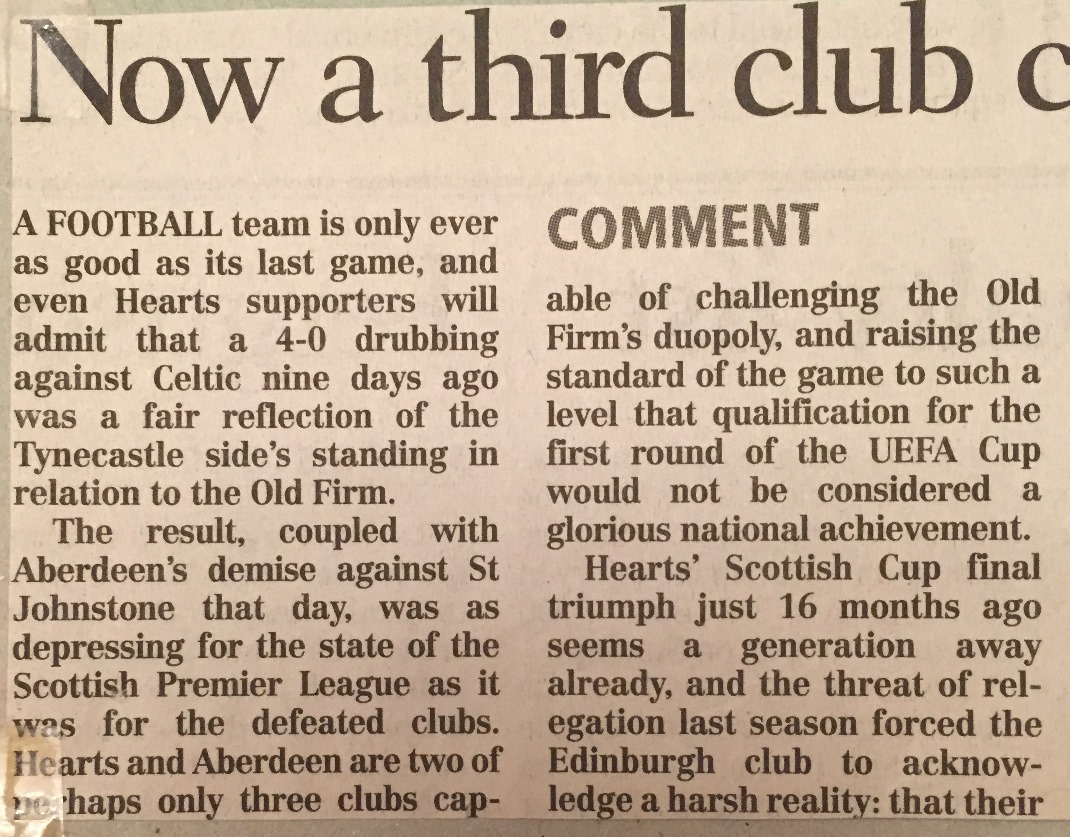 Now a third club c
A FOOTBALL team is only ever
as good as its last game, and
even Hearts supporters will
admit that a 4-0 drubbing
against Celtic nine days ago
was a fair reflection of the
Tynecastle side's standing in
relation to the Old Firm.
The result, coupled with
Aberdeen's demise against St
Johnstone that day, was as
depressing for the state of the
Scottish Premier League as it
was for the defeated clubs.
Hearts and Aberdeen are two of
perhaps only three clubs cap-
COMMENT
able of challenging the Old
Firm's duopoly, and raising the
standard of the game to such a
level that qualification for the
first round of the UEFA Cup
would not be considered a
glorious national achievement.
Hearts' Scottish Cup final
triumph just 16 months ago
seems a generation away
already, and the threat of rel-
egation last season forced the
Edinburgh club to acknow-
ledge a harsh reality: that their